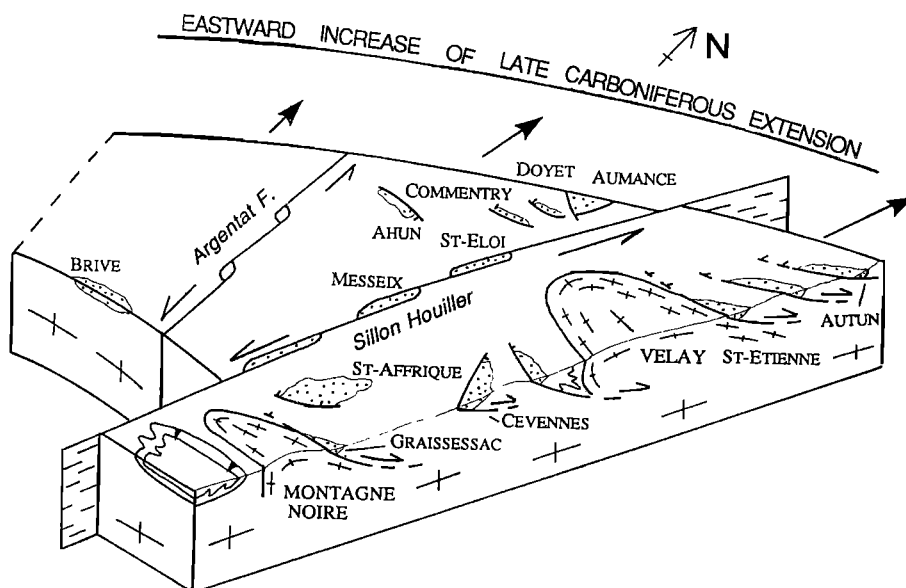 EASTWARD INCREASE OF LATE CARBONIFEROUS EXTENSION
N
DOYET
AUMANCE
COMMENTRY
Argentat F.
AHUN
ST-ELOI
BRIVE
MESSEIX
Sillon Houiller
AUTUN
VELAY
ST-ETIENNE
ST-AFFRIQUE
CEVENNES
GRAISSESSAC
MONTAGNE
NOIRE